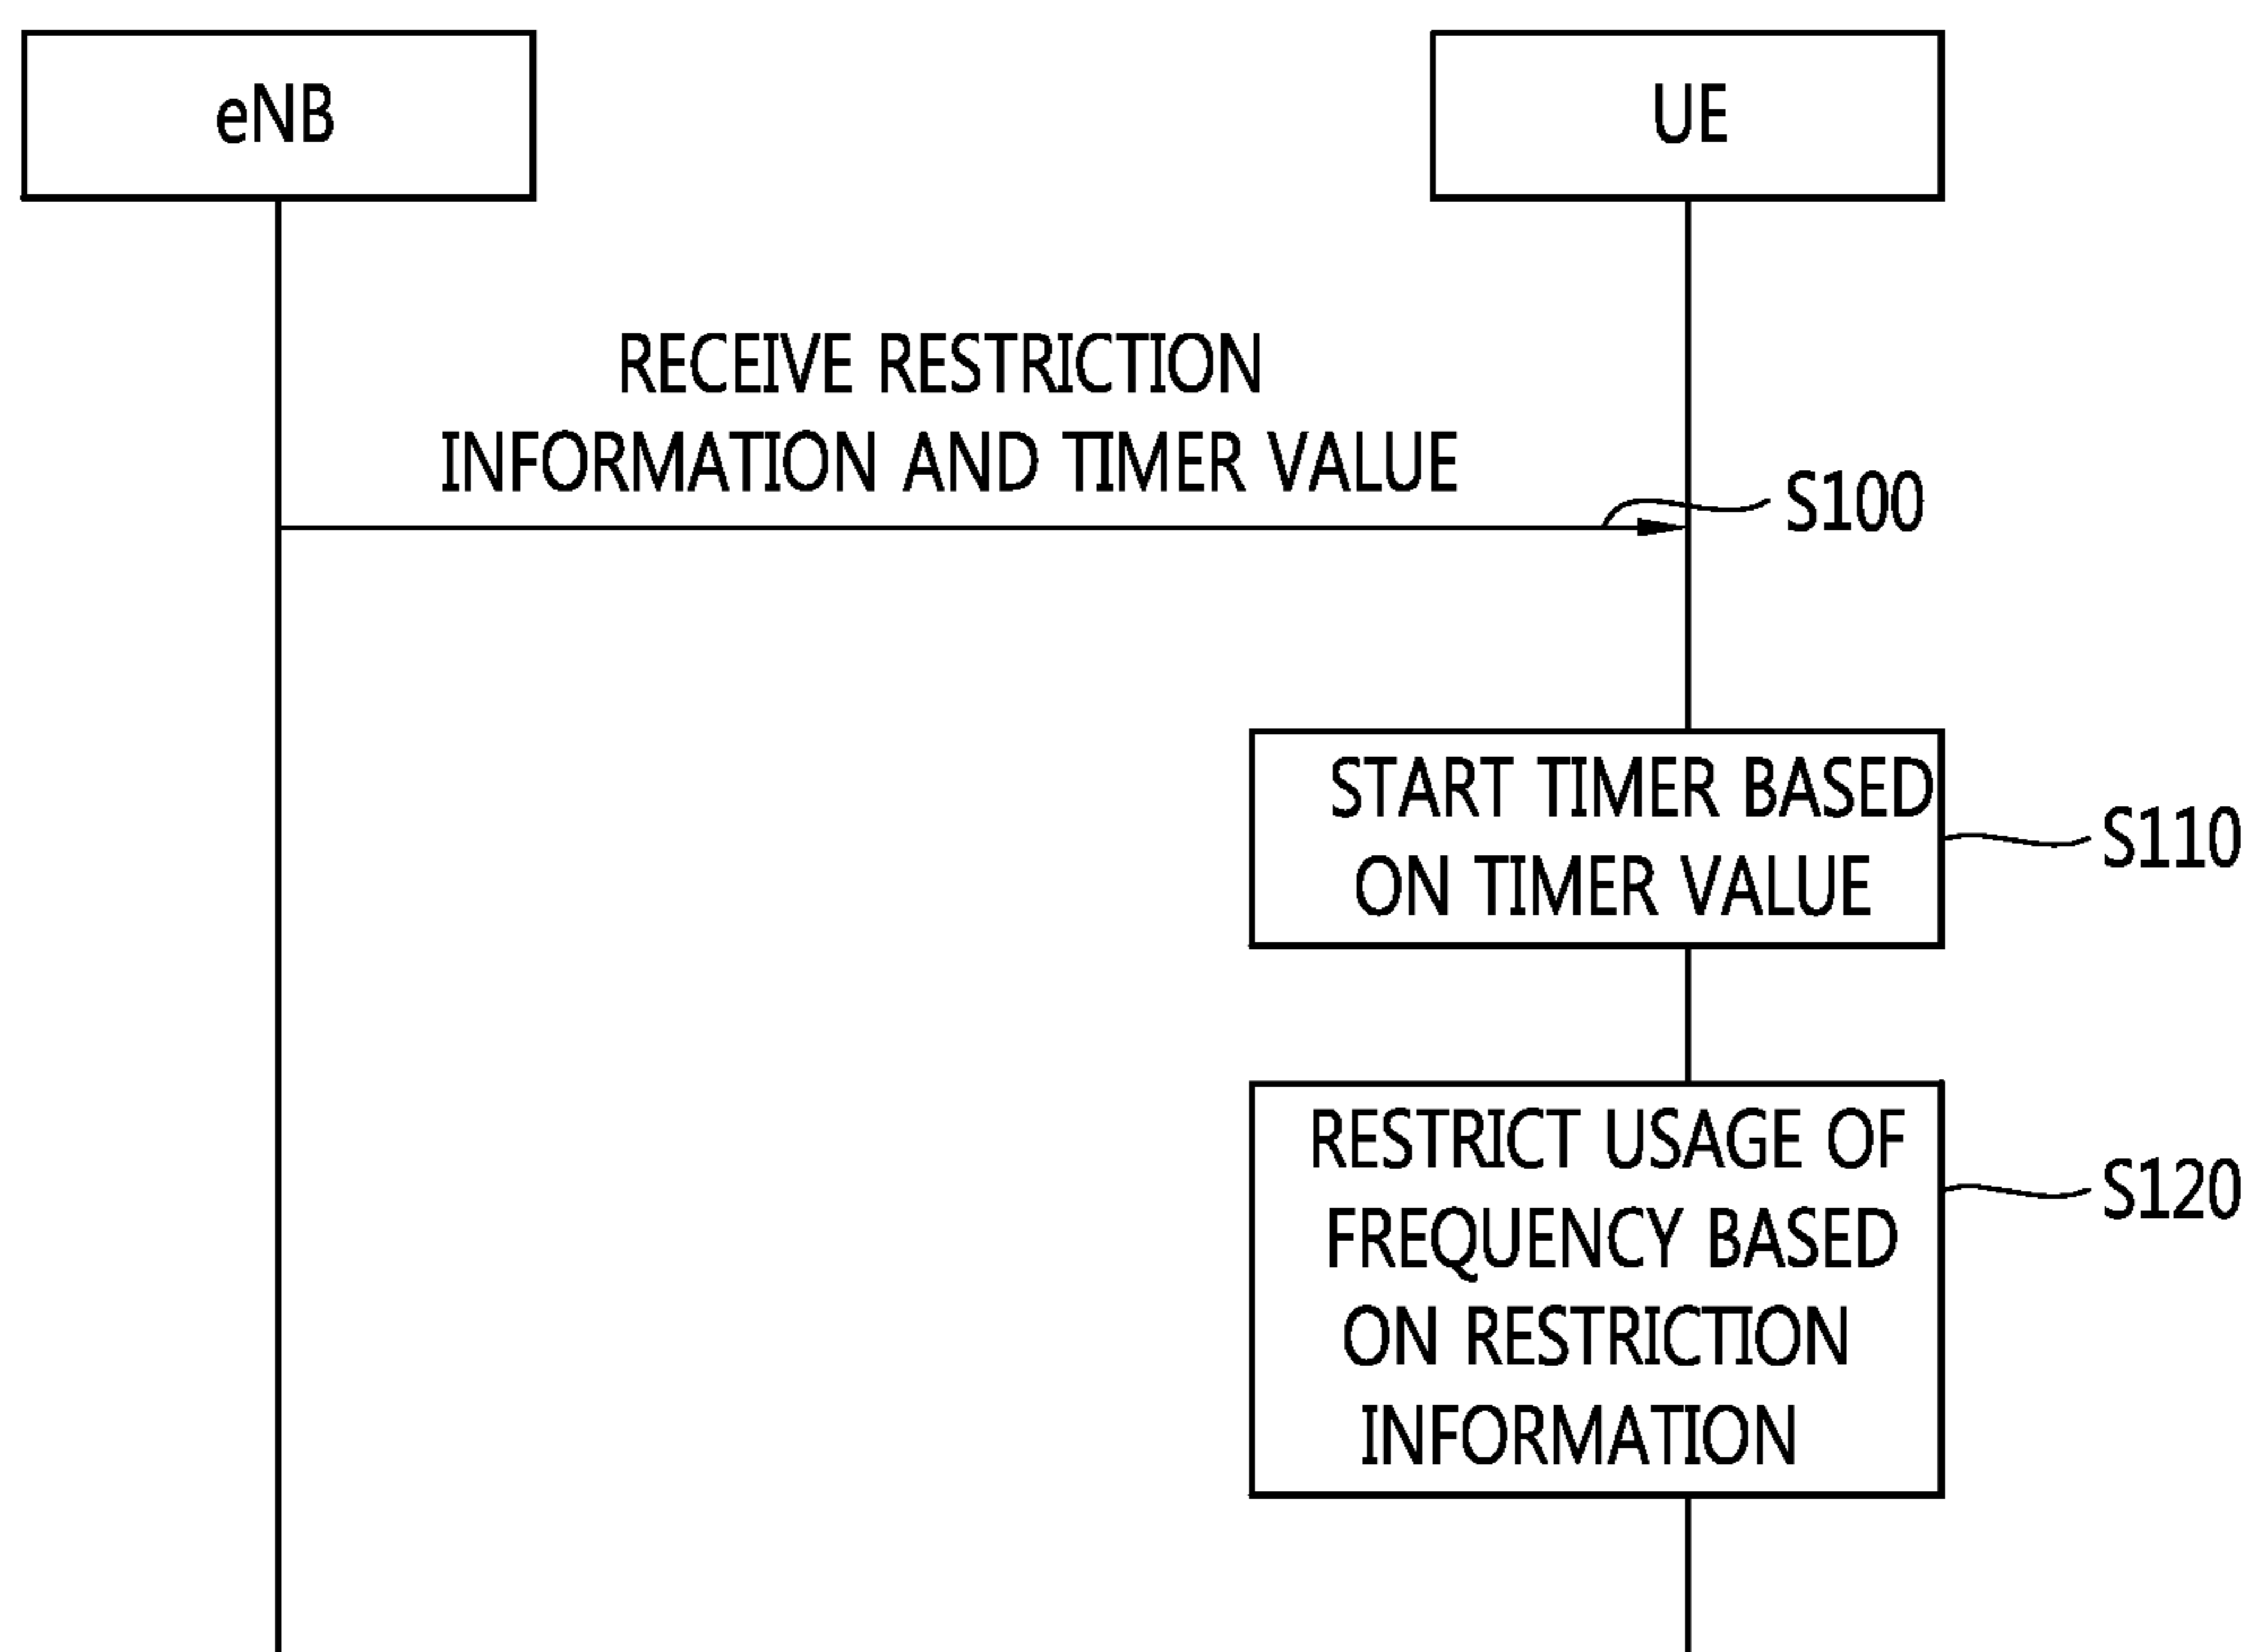 eNB
UE
RECEIVE RESTRICTION
INFORMATION AND TIMER VALUE
S100
START TIMER BASED
ON TIMER VALUE
S110
RESTRICT USAGE OF
FREQUENCY BASED
ON RESTRICTION
INFORMATION
S120